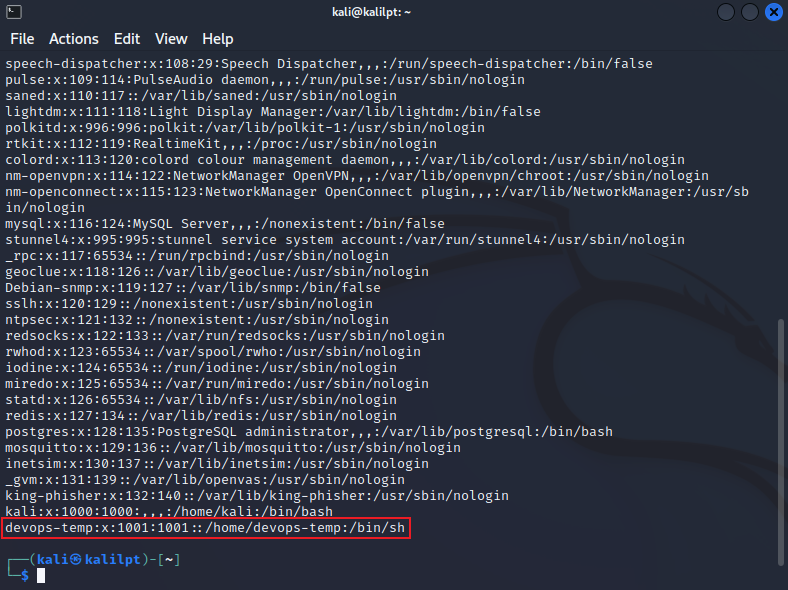 kali@kalilpt: ~
File Actions Edit View Help
speech-dispatcher:x:108:29:Speech Dispatcher,,,:/run/speech-dispatcher:/bin/false
pulse:x:109:114:PulseAudio daemon,,,:/run/pulse:/usr/sbin/nologin
saned:x:110:117::/var/lib/saned:/usr/sbin/nologin
lightdm:x:111:118:Light Display Manager:/var/lib/lightdm:/bin/false
polkitd:x:996:996:polkit:/var/lib/polkit-1:/usr/sbin/nologin
rtkit:x:112:119:RealtimeKit,,,:/proc:/usr/sbin/nologin
colord:x:113:120:colord colour management daemon,,,:/var/lib/colord:/usr/sbin/nologin
nm-openvpn:x:114:122:NetworkManager OpenVPN,,,:/var/lib/openvpn/chroot:/usr/sbin/nologin
nm-openconnect:x:115:123:NetworkManager OpenConnect plugin,,,:/var/lib/NetworkManager:/usr/sb
in/nologin
mysql:x:116:124:MySQL Server,,,:/nonexistent:/bin/false
stunnel4:x:995:995:stunnel service system account:/var/run/stunnel4:/usr/sbin/nologin
_rpc:x:117:65534::/run/rpcbind:/usr/sbin/nologin
geoclue:x:118:126::/var/lib/geoclue:/usr/sbin/nologin
Debian-snmp:x:119:127::/var/lib/snmp:/bin/false
sslh:x:120:129::/nonexistent:/usr/sbin/nologin
ntpsec:x:121:132::/nonexistent:/usr/sbin/nologin
redsocks:x:122:133::/var/run/redsocks:/usr/sbin/nologin
rwhod:x:123:65534::/var/spool/rwho:/usr/sbin/nologin
iodine:x:124:65534::/run/iodine:/usr/sbin/nologin
miredo:x:125:65534::/var/run/miredo:/usr/sbin/nologin
statd:x:126:65534::/var/lib/nfs:/usr/sbin/nologin
redis:x:127:134::/var/lib/redis:/usr/sbin/nologin
postgres:x:128:135:PostgreSQL administrator,,,:/var/lib/postgresql:/bin/bash
mosquitto:x:129:136::/var/lib/mosquitto:/usr/sbin/nologin
inetsim:x:130:137::/var/lib/inetsim:/usr/sbin/nologin
_gvm:x:131:139::/var/lib/openvas:/usr/sbin/nologin
king-phisher:x:132:140::/var/lib/king-phisher:/usr/sbin/nologin
kali:x:1000:1000:,,,:/home/kali:/bin/bash
devops-temp:x:1001:1001::/home/devops-temp:/bin/sh
┌──(kali㉿kalilpt)-[~]
└─$